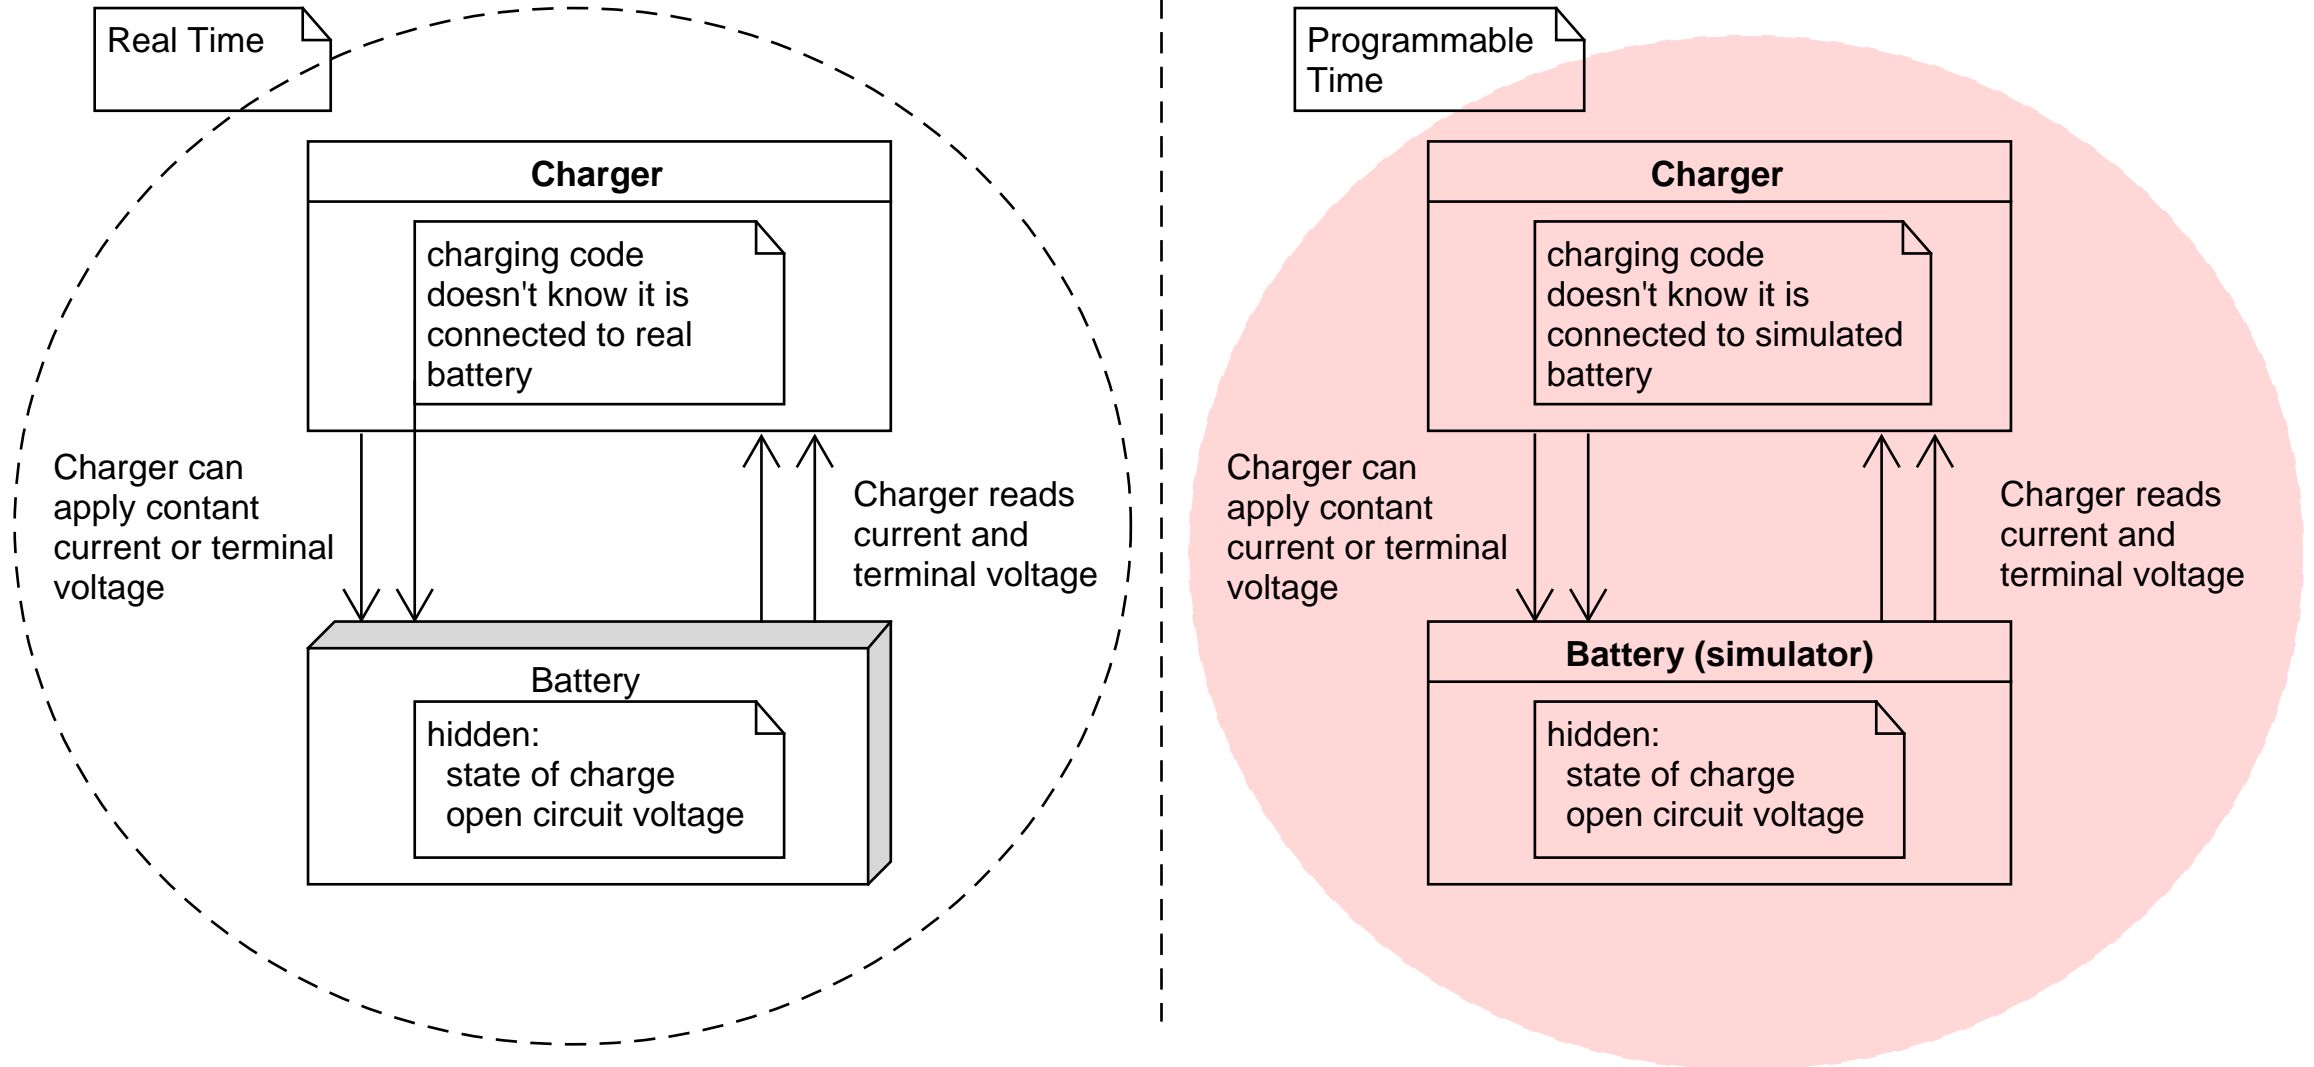 Real Time
Charger
charging code
doesn't know it is
connected to real
battery
Charger can
apply contant
current or terminal
voltage
Charger reads
current and
terminal voltage
Battery
hidden:
state of charge
open circuit voltage
Programmable
Time
Charger
charging code
doesn't know it is
connected to simulated
battery
Charger can
apply contant
current or terminal
voltage
Charger reads
current and
terminal voltage
Battery (simulator)
hidden:
state of charge
open circuit voltage